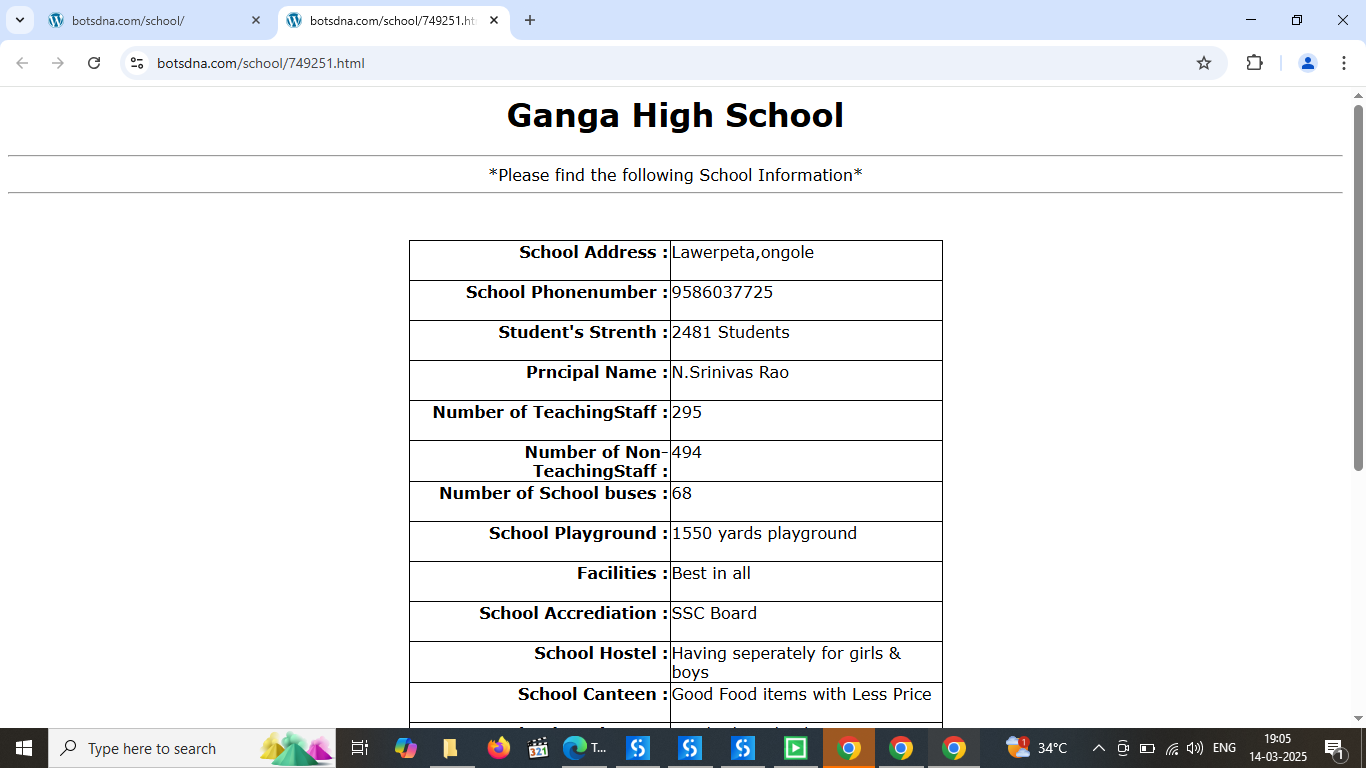 botsdna.com/school/
botsdna.com/school/749251.ht
botsdna.com/school/749251.html
Ganga High School
*Please find the following School Information*
School Address : Lawerpeta,ongole
School Phonenumber : 9586037725
Student's Strenth : 2481 Students
Prncipal Name : N.Srinivas Rao
Number of TeachingStaff : 295
Number of Non- 494
TeachingStaff :
Number of School buses : 68
School Playground : 1550 yards playground
Facilities : Best in all
School Accrediation : SSC Board
School Hostel : Having seperately for girls &
boys
School Canteen : Good Food items with Less Price
Type here to search
321
T...
1
34°C
ENG
19:05
14-03-2025
1